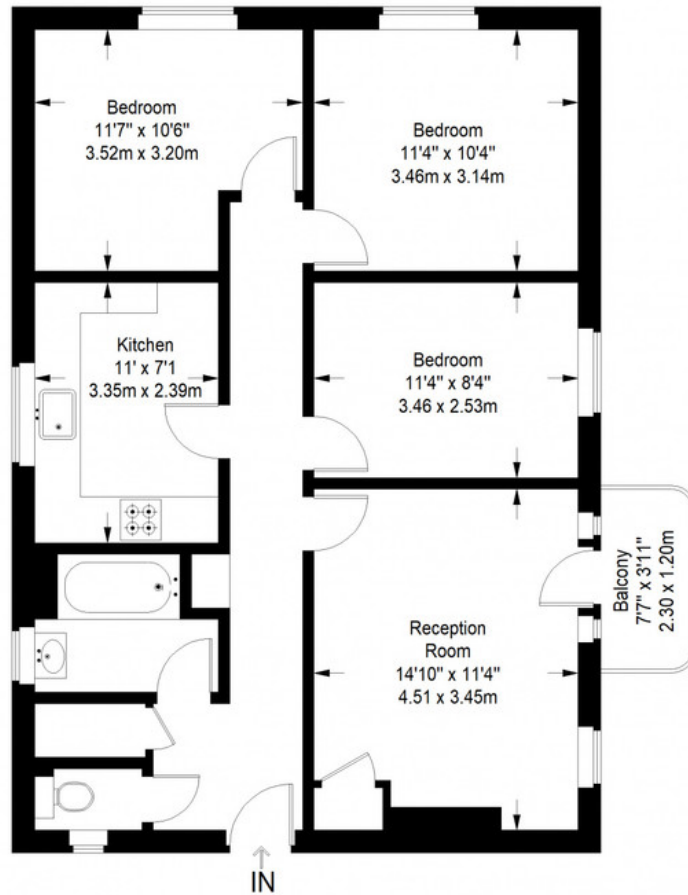 Bedroom
11'7" x 10'6"
3.52m x 3.20m
Bedroom
11'4" x 10'4"
3.46m x 3.14m
Kitchen
11' x 7'1
3.35m x 2.39m
Bedroom
11'4" x 8'4"
3.46 x 2.53m
Reception
Room
14'10" x 11'4"
4.51 x 3.45m
Balcony
7'7" x 3'11"
2.30 x 1.20m
IN